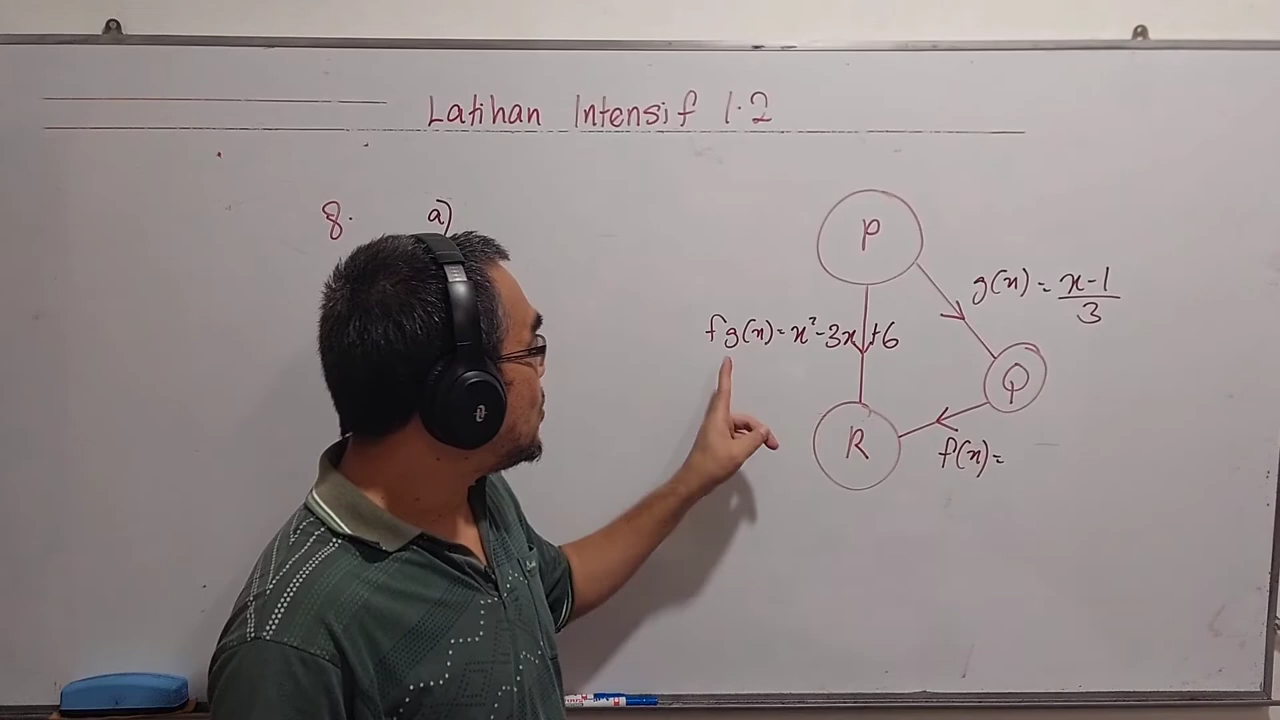 Latihan Intensif 1.2
8. a)
P
g(x) = x-1/3
fg(x) = x²-3x+6
Q
R
f(x) =